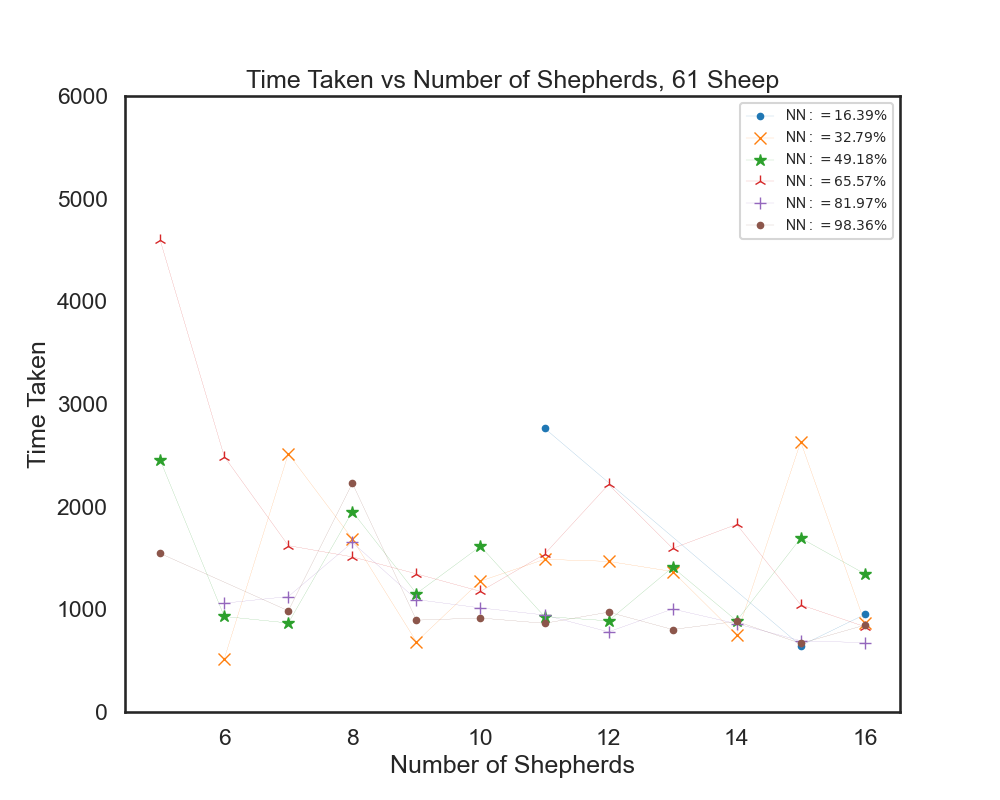 Time Taken vs Number of Shepherds, 61 Sheep
6000
5000
4000
3000
2000
1000
0
Time Taken
NN: =16.39%
NN: =32.79%
NN: =49.18%
NN: =65.57%
NN: =81.97%
NN: =98.36%
6 8 10 12 14 16
Number of Shepherds